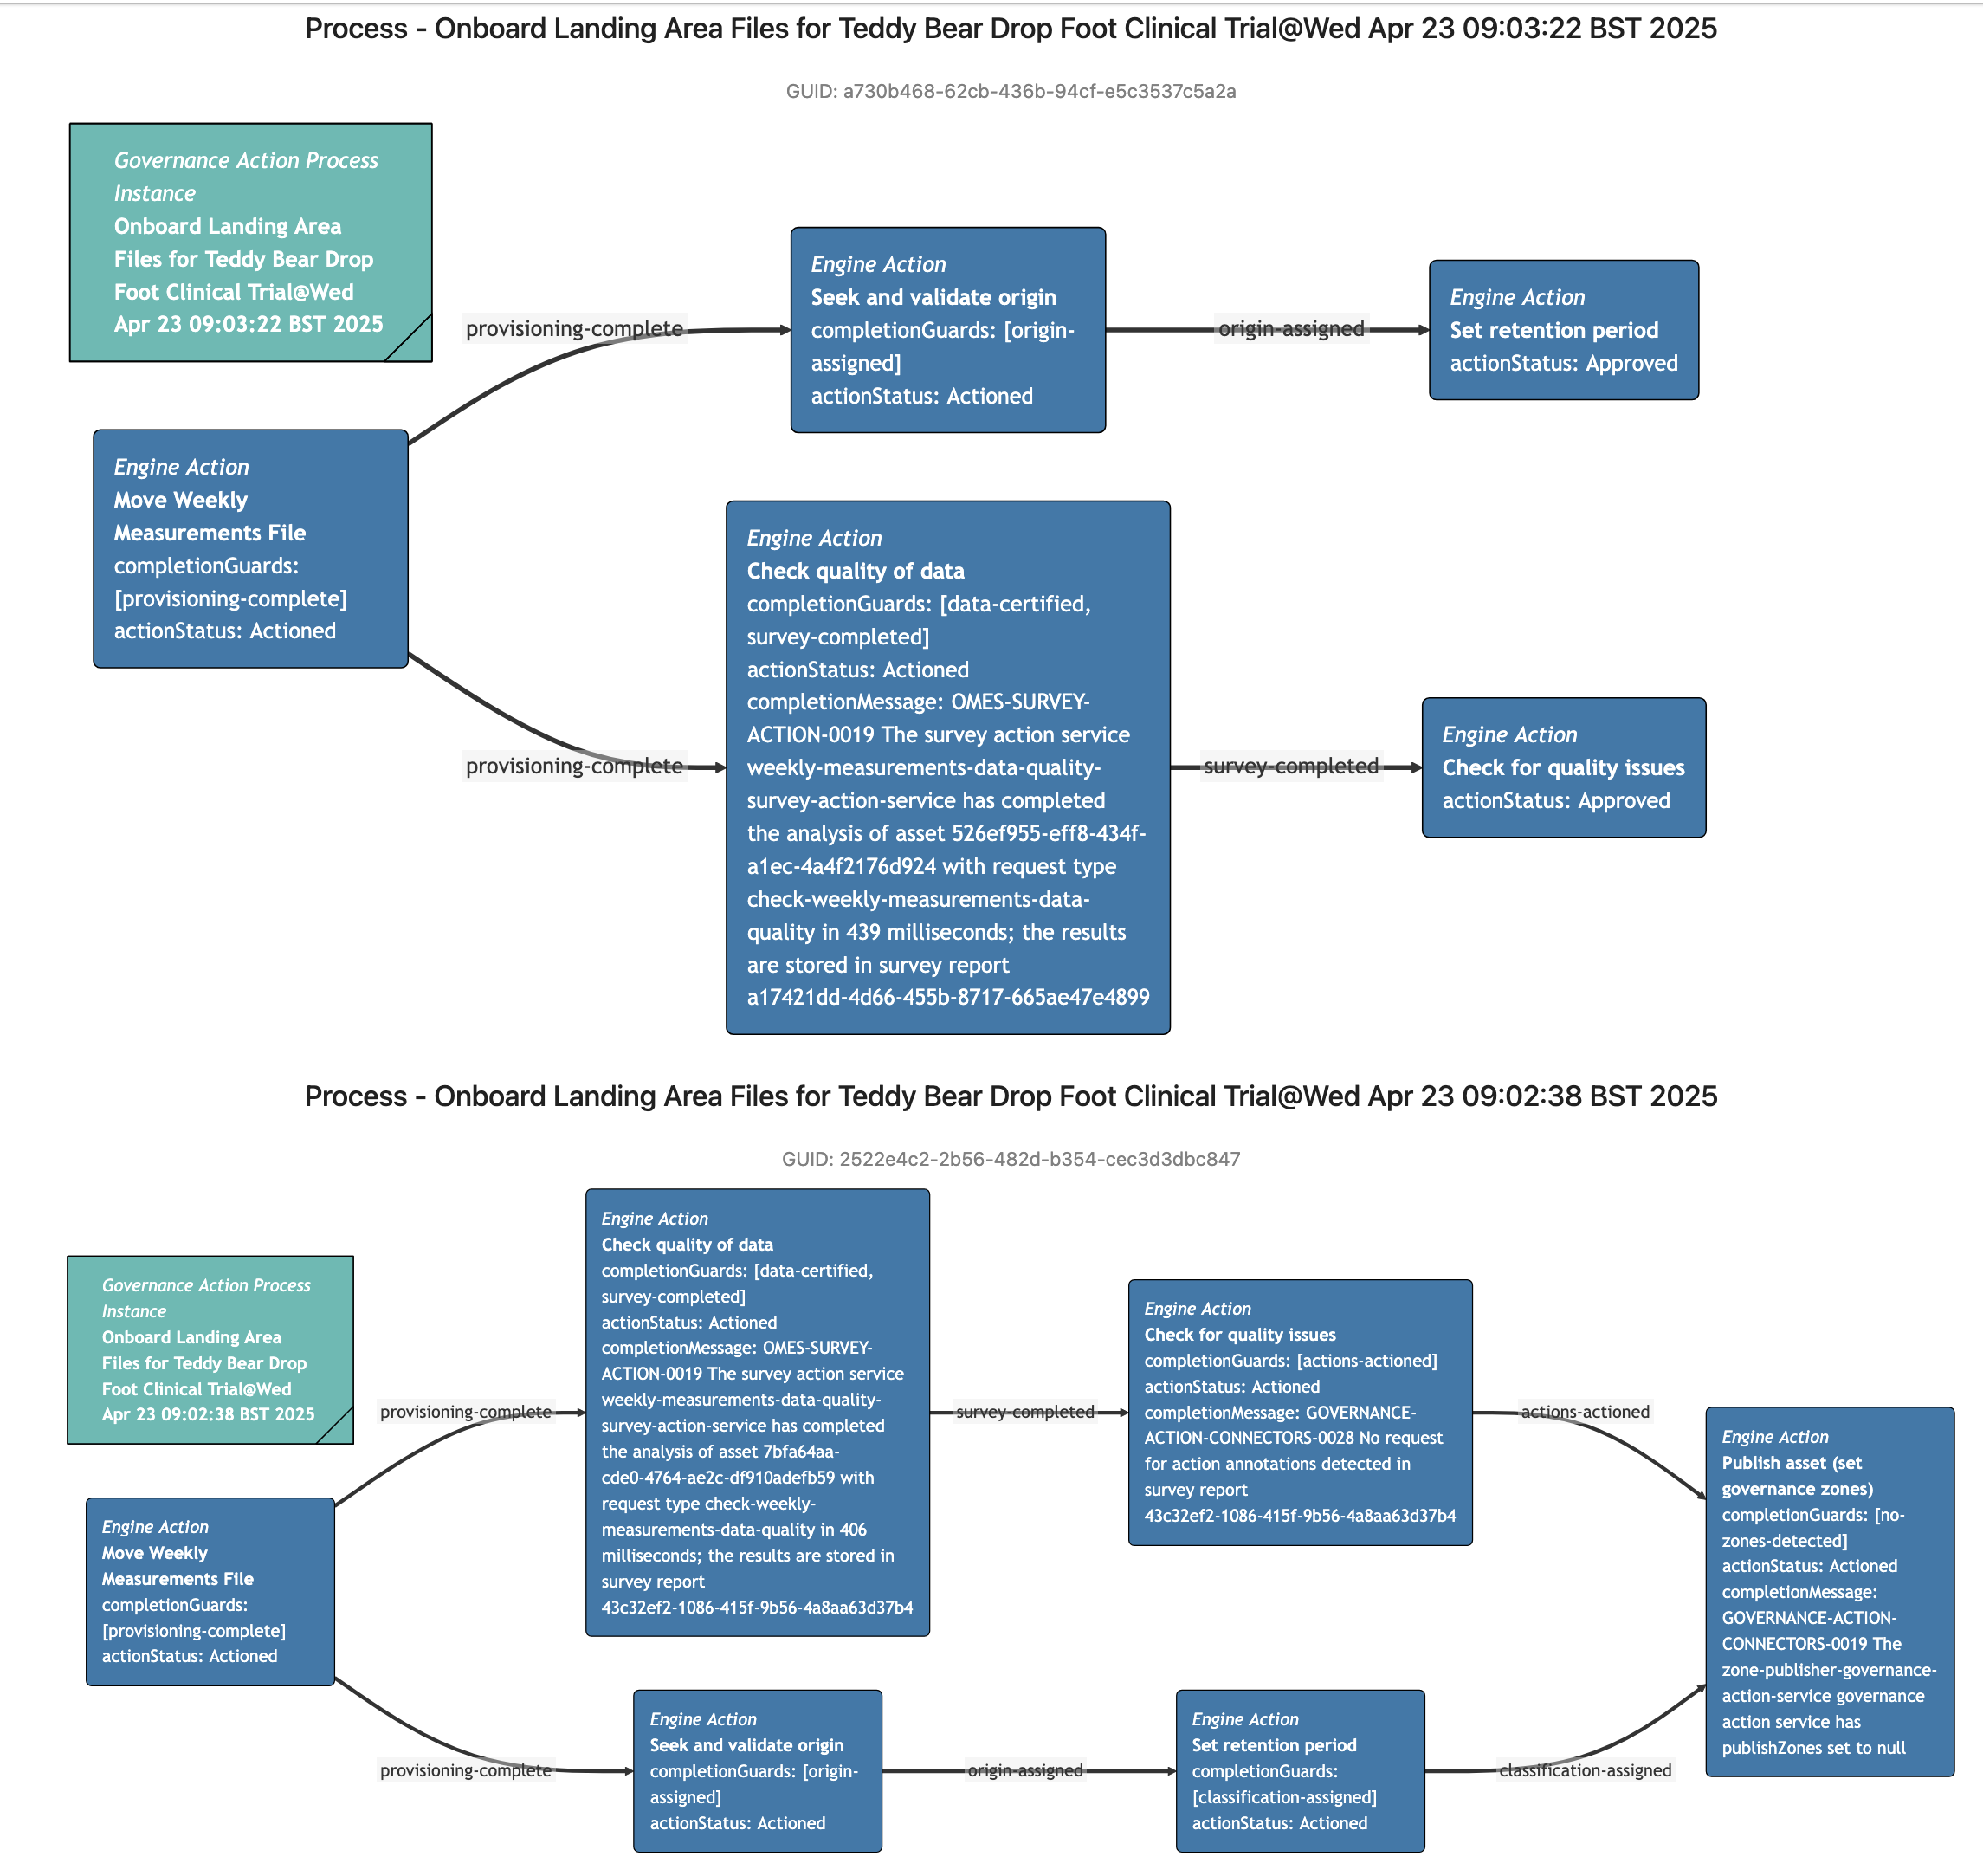 Process - Onboard Landing Area Files for Teddy Bear Drop Foot Clinical Trial@Wed Apr 23 09:03:22 BST 2025
GUID: a730b468-62cb-436b-94cf-e5c3537c5a2a
Governance Action Process
Instance
Onboard Landing Area
Files for Teddy Bear Drop
Foot Clinical Trial@Wed
Apr 23 09:03:22 BST 2025
Engine Action
Move Weekly
Measurements File
completionGuards:
[provisioning-complete]
actionStatus: Actioned
provisioning-complete
Engine Action
Seek and validate origin
completionGuards: [origin-
assigned]
actionStatus: Actioned
origin-assigned
Engine Action
Set retention period
actionStatus: Approved
provisioning-complete
Engine Action
Check quality of data
completionGuards: [data-certified,
survey-completed]
actionStatus: Actioned
completionMessage: OMES-SURVEY-
ACTION-0019 The survey action service
weekly-measurements-data-quality-
survey-action-service has completed
the analysis of asset 526ef955-eff8-434f-
a1ec-4a4f2176d924 with request type
check-weekly-measurements-data-
quality in 439 milliseconds; the results
are stored in survey report
a17421dd-4d66-455b-8717-665ae47e4899
survey-completed
Engine Action
Check for quality issues
actionStatus: Approved
Process - Onboard Landing Area Files for Teddy Bear Drop Foot Clinical Trial@Wed Apr 23 09:02:38 BST 2025
GUID: 2522e4c2-2b56-482d-b354-cec3d3dbc847
Governance Action Process
Instance
Onboard Landing Area
Files for Teddy Bear Drop
Foot Clinical Trial@Wed
Apr 23 09:02:38 BST 2025
Engine Action
Move Weekly
Measurements File
completionGuards:
[provisioning-complete]
actionStatus: Actioned
provisioning-complete
Engine Action
Check quality of data
completionGuards: [data-certified,
survey-completed]
actionStatus: Actioned
completionMessage: OMES-SURVEY-
ACTION-0019 The survey action service
weekly-measurements-data-quality-
survey-action-service has completed
the analysis of asset 7bfa64aa-
cde0-4764-ae2c-df910adefb59 with
request type check-weekly-
measurements-data-quality in 406
milliseconds; the results are stored in
survey report
43c32ef2-1086-415f-9b56-4a8aa63d37b4
survey-completed
Engine Action
Check for quality issues
completionGuards: [actions-actioned]
actionStatus: Actioned
completionMessage: GOVERNANCE-
ACTION-CONNECTORS-0028 No request
for action annotations detected in
survey report
43c32ef2-1086-415f-9b56-4a8aa63d37b4
actions-actioned
provisioning-complete
Engine Action
Seek and validate origin
completionGuards: [origin-
assigned]
actionStatus: Actioned
origin-assigned
Engine Action
Set retention period
completionGuards:
[classification-assigned]
actionStatus: Actioned
classification-assigned
Engine Action
Publish asset (set
governance zones)
completionGuards: [no-
zones-detected]
actionStatus: Actioned
completionMessage:
GOVERNANCE-ACTION-
CONNECTORS-0019 The
zone-publisher-governance-
action-service governance
action service has
publishZones set to null